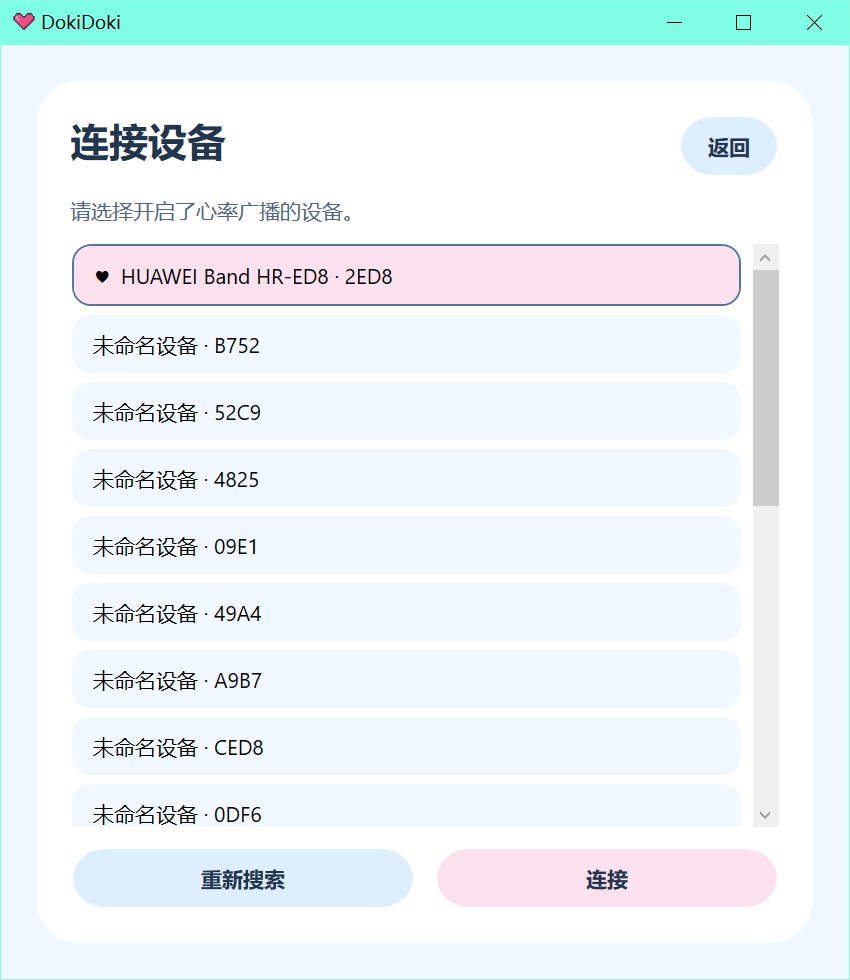 DokiDoki
连接设备
返回
请选择开启了心率广播的设备。
♥ HUAWEI Band HR-ED8 · 2ED8
未命名设备 · B752
未命名设备 · 52C9
未命名设备 · 4825
未命名设备 · 09E1
未命名设备 · 49A4
未命名设备 · A9B7
未命名设备 · CED8
未命名设备 · 0DF6
重新搜索
连接